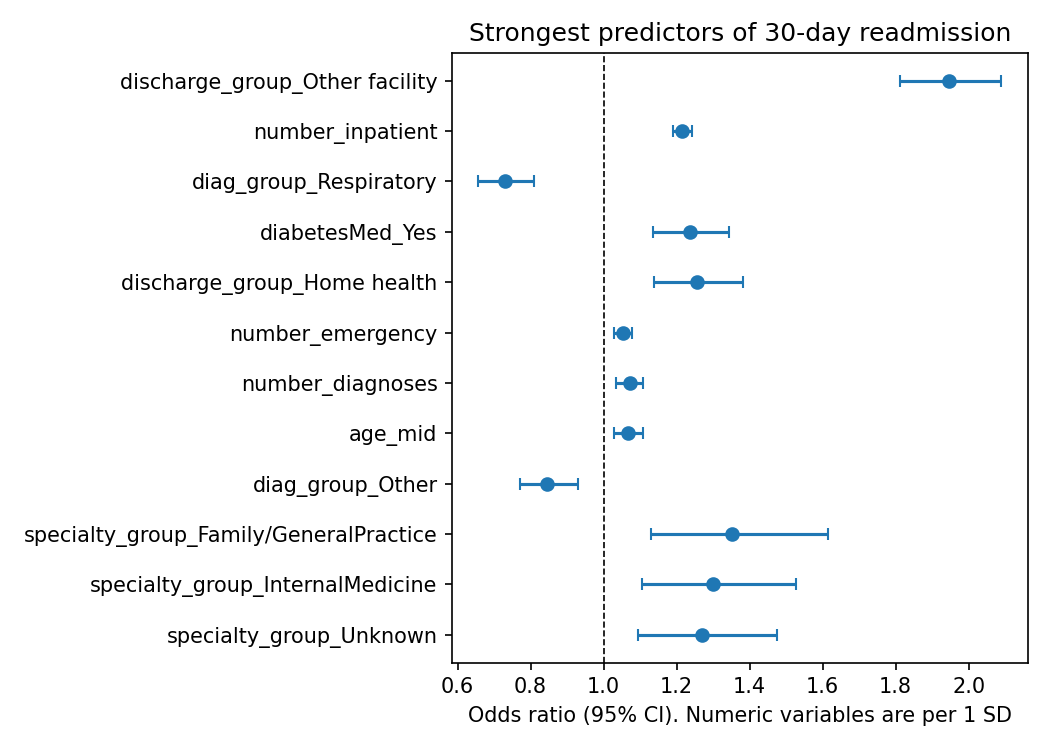 Strongest predictors of 30-day readmission
discharge_group_Other facility
number_inpatient
diag_group_Respiratory
diabetesMed_Yes
discharge_group_Home health
number_emergency
number_diagnoses
age_mid
diag_group_Other
specialty_group_Family/GeneralPractice
specialty_group_InternalMedicine
specialty_group_Unknown
0.6 0.8 1.0 1.2 1.4 1.6 1.8 2.0
Odds ratio (95% CI). Numeric variables are per 1 SD